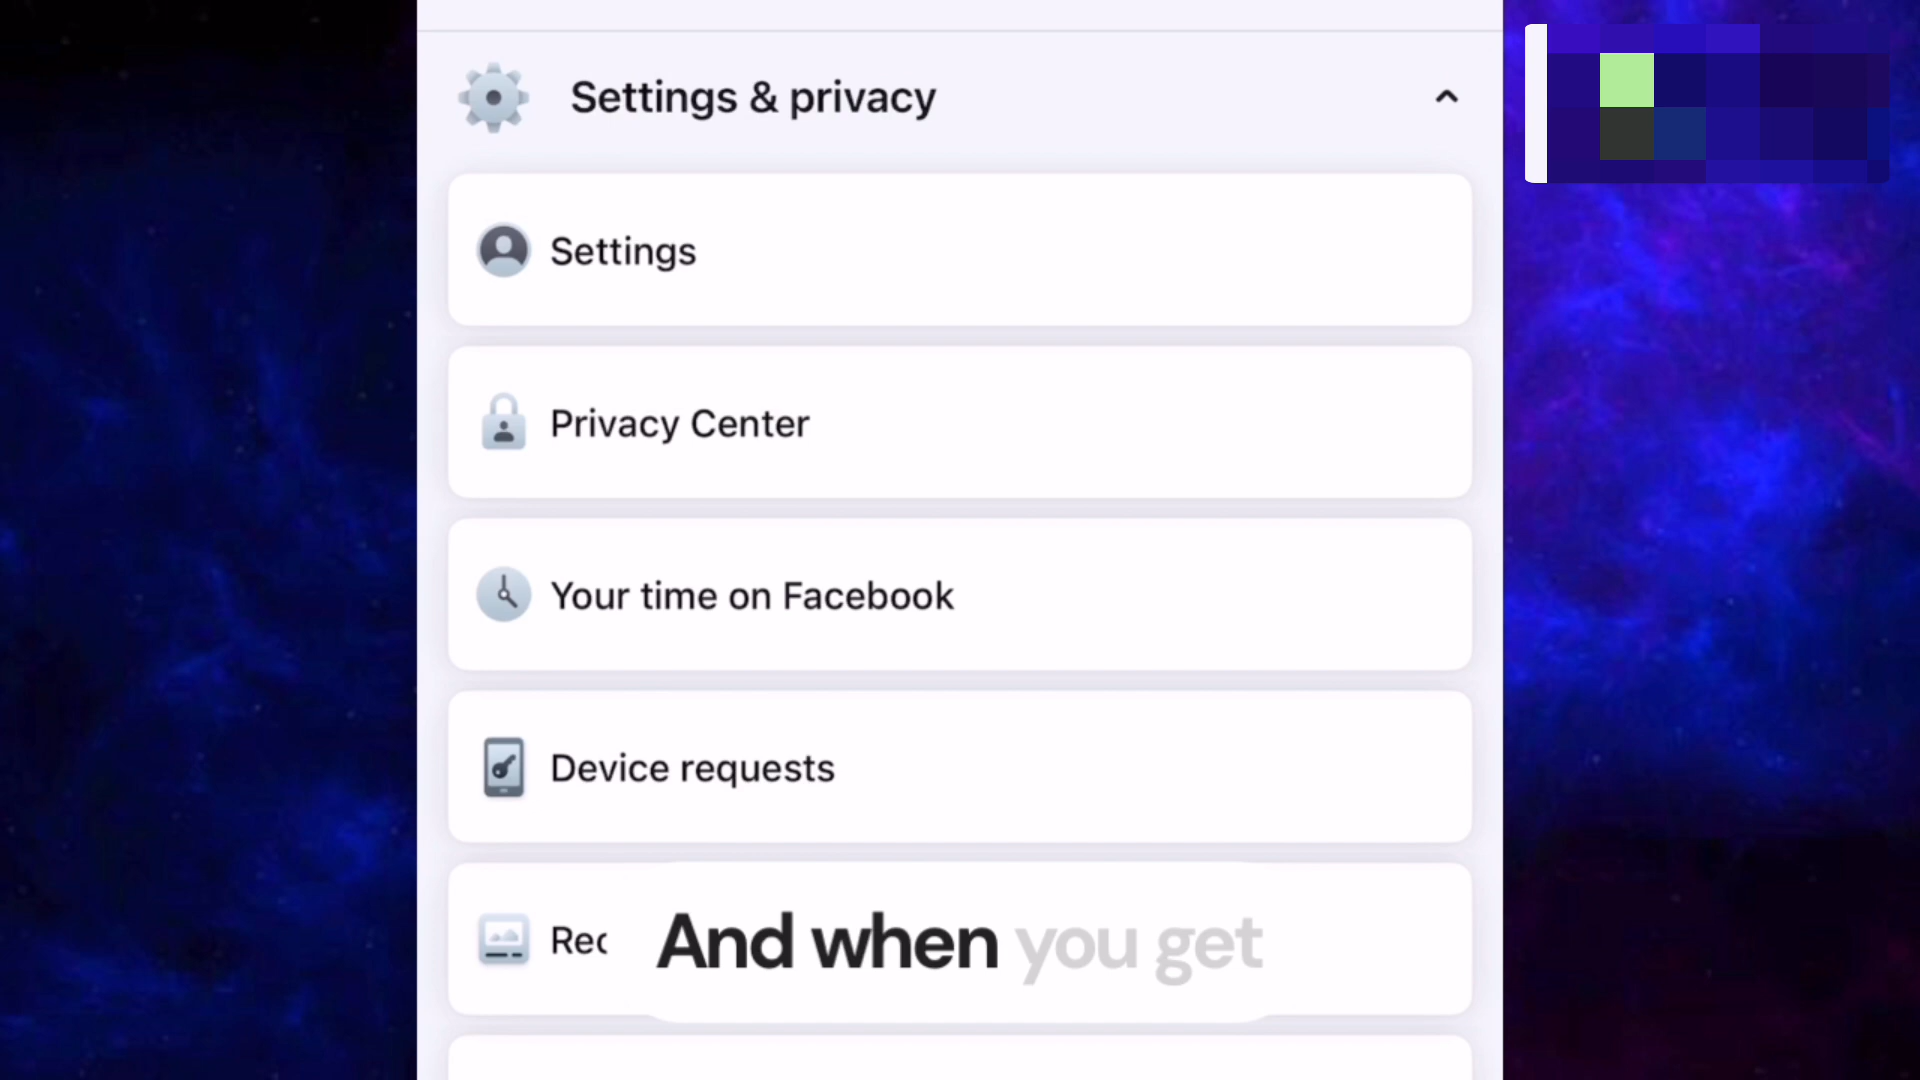 Settings & privacy
Settings
Privacy Center
Your time on Facebook
Device requests
And when you get